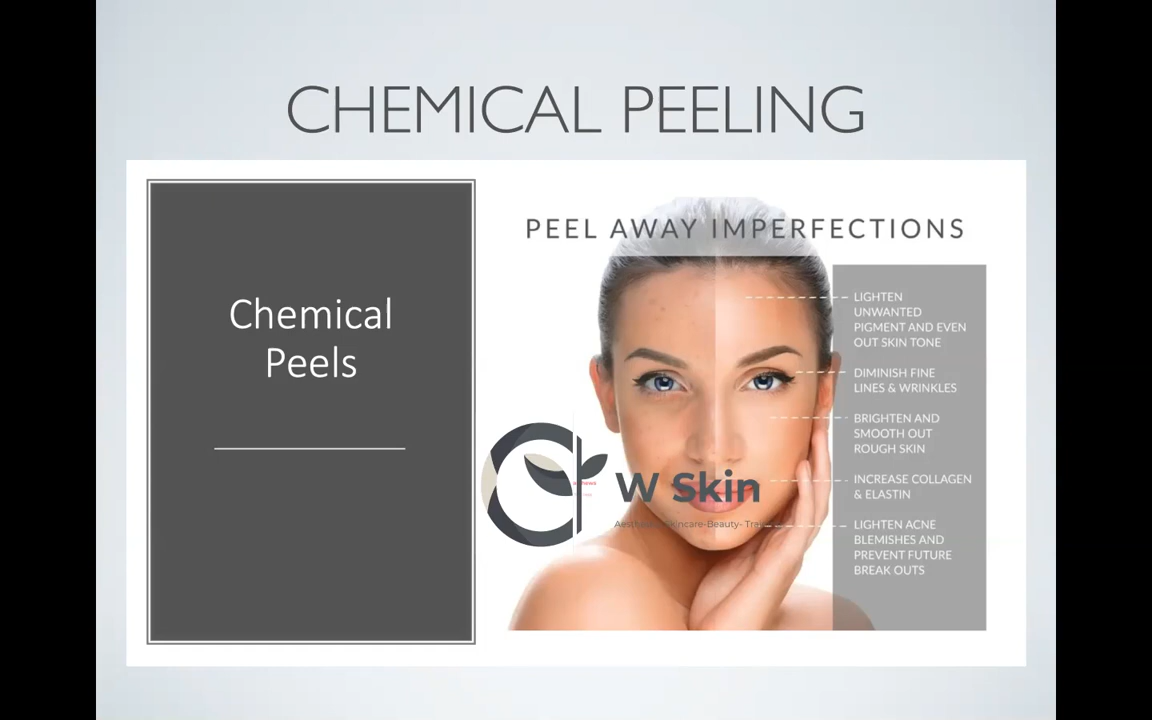 CHEMICAL PEELING
Chemical
Peels
PEEL AWAY IMPERFECTIONS
LIGHTEN
UNWANTED
PIGMENT AND EVEN
OUT SKIN TONE
DIMINISH FINE
LINES & WRINKLES
BRIGHTEN AND
SMOOTH OUT
ROUGH SKIN
INCREASE COLLAGEN
& ELASTIN
LIGHTEN ACNE
BLEMISHES AND
PREVENT FUTURE
BREAK OUTS
W Skin